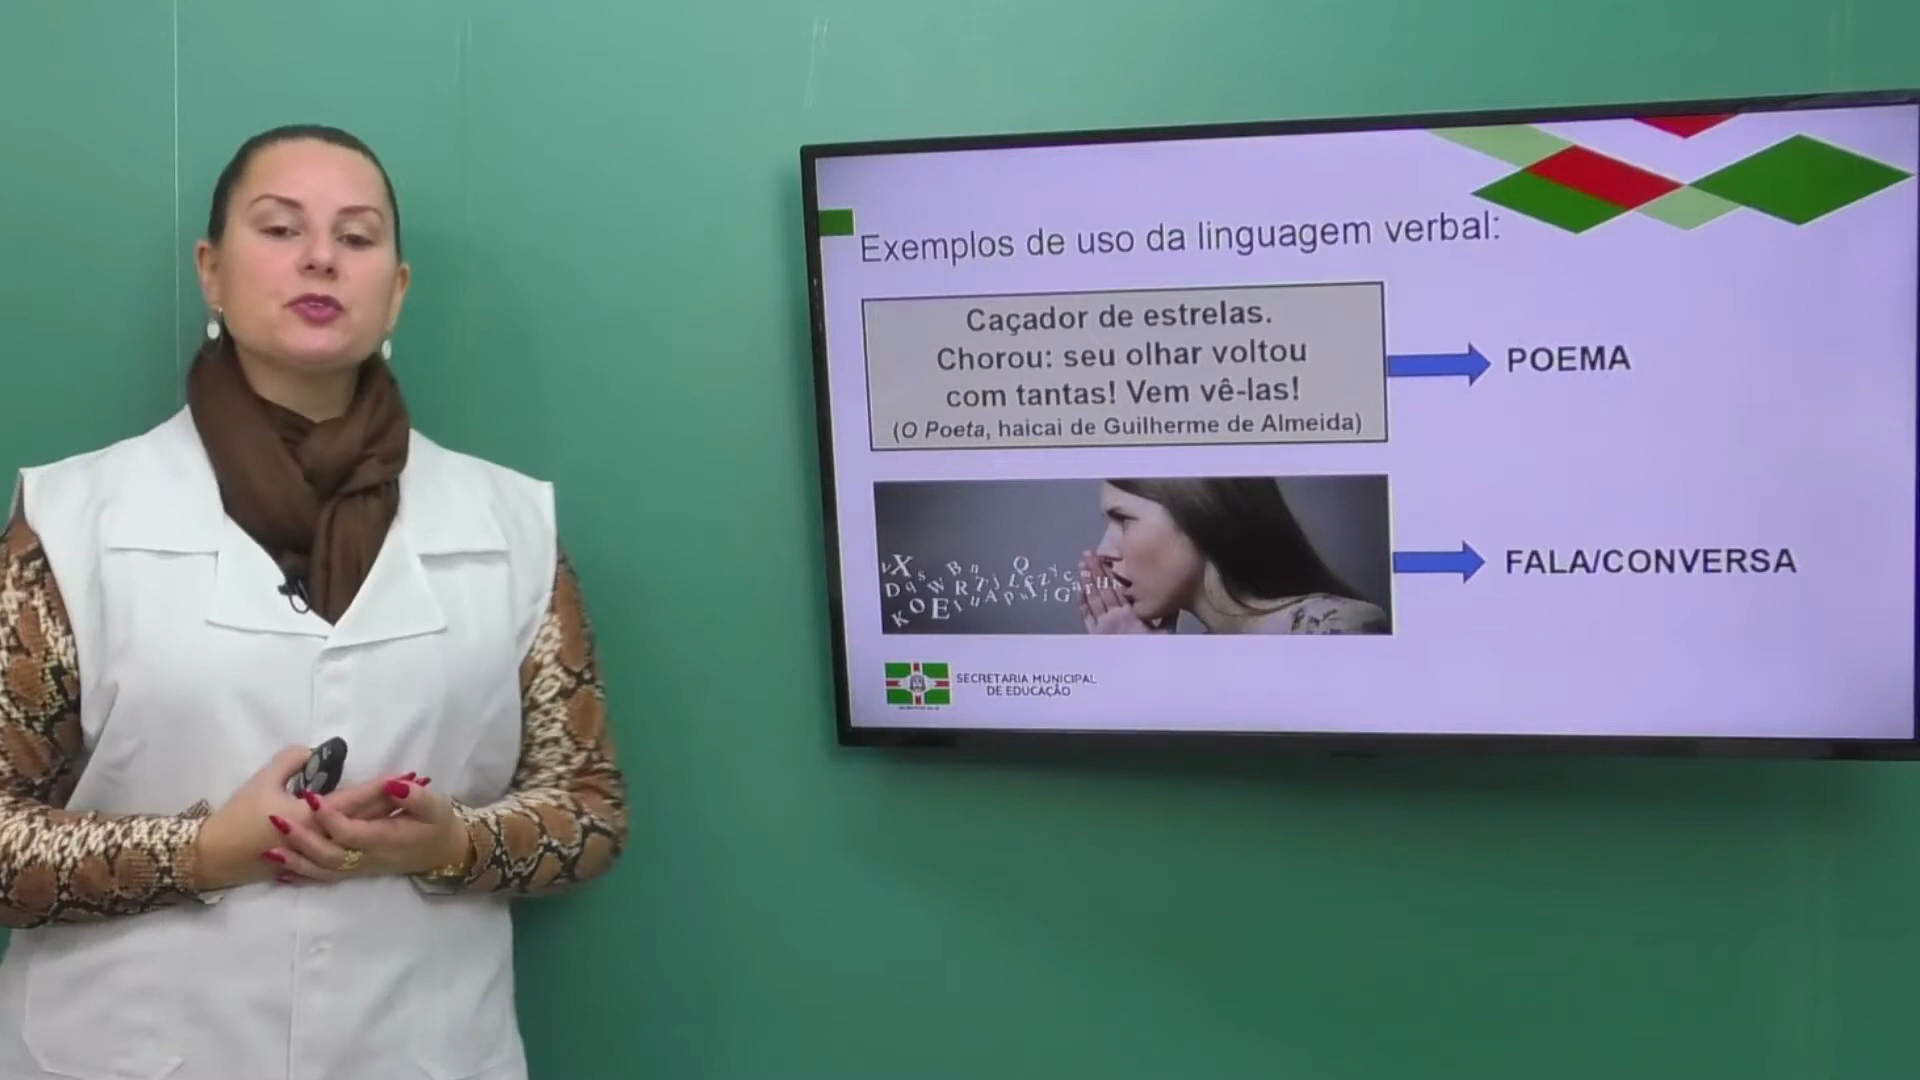 Exemplos de uso da linguagem verbal:
Caçador de estrelas.
Chorou: seu olhar voltou
com tantas! Vem vê-las!
(O Poeta, haicai de Guilherme de Almeida)
POEMA
FALA/CONVERSA
SECRETARIA MUNICIPAL
DE EDUCAÇÃO